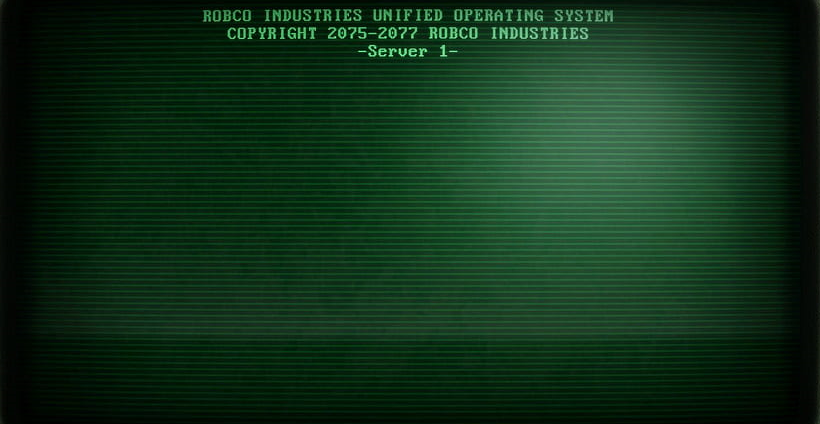 ROBCO INDUSTRIES UNIFIED OPERATING SYSTEM
COPYRIGHT 2075-2077 ROBCO INDUSTRIES
-Server 1-